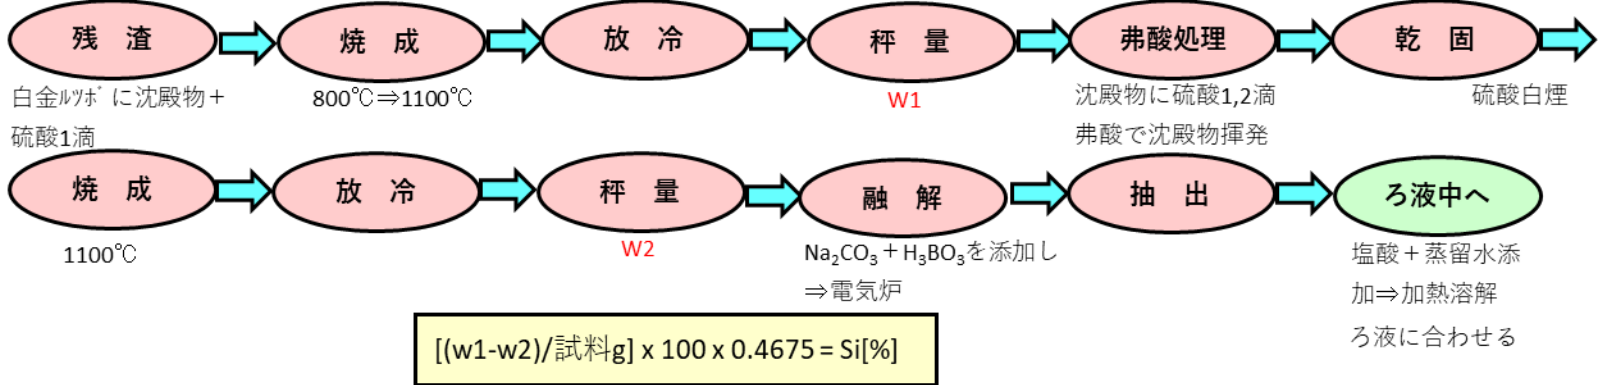 残 渣
焼 成
放 冷
秤 量
弗酸処理
乾 固
白金ﾙﾂﾎﾞに沈殿物＋
硫酸1滴
800℃⇒1100℃
W1
沈殿物に硫酸1,2滴
弗酸で沈殿物揮発
硫酸白煙
焼 成
放 冷
秤 量
融 解
抽 出
ろ液中へ
1100℃
W2
Na₂CO₃＋H₃BO₃を添加し
⇒電気炉
塩酸＋蒸留水添
加⇒加熱溶解
ろ液に合わせる
[(w1-w2)/試料g] x 100 x 0.4675 = Si[%]